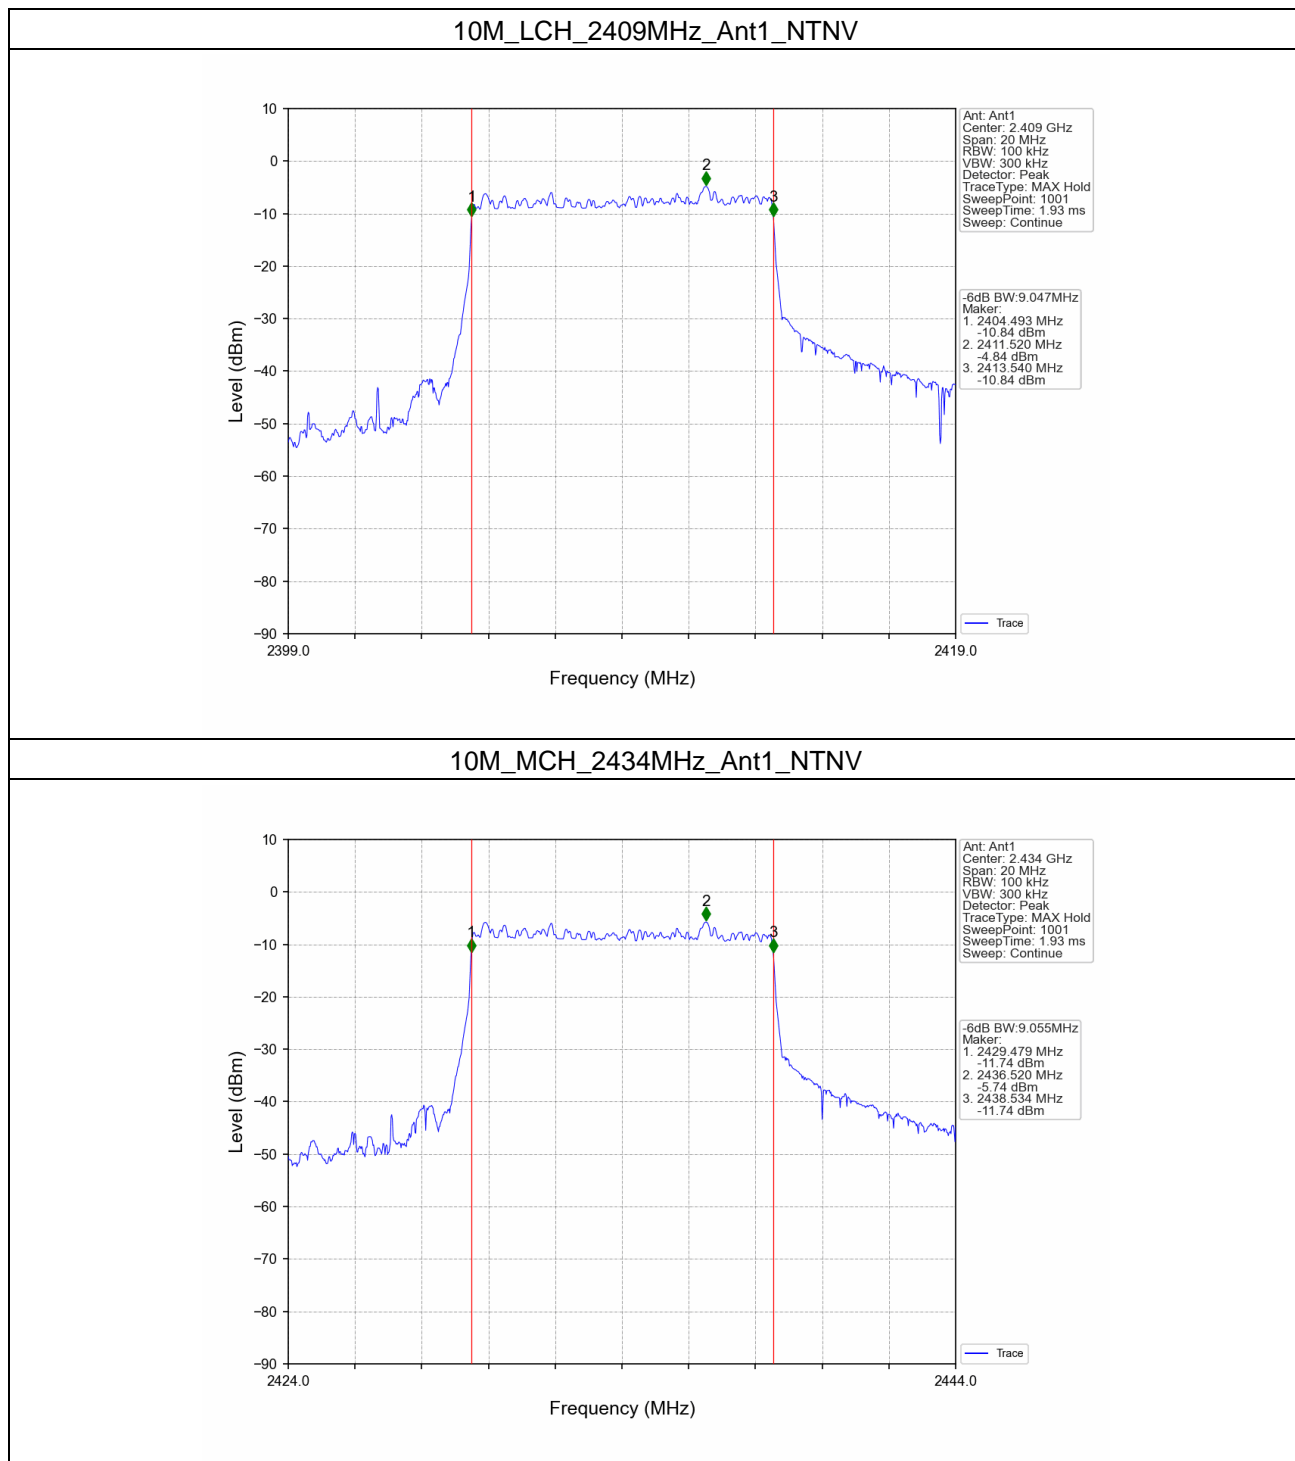 10M_LCH_2409MHz_Ant1_NTNV
10
0
−10
−20
−30
−40
−50
−60
−70
−80
−90
Level (dBm)
1
2
3
2399.0
2419.0
Frequency (MHz)
Ant: Ant1
Center: 2.409 GHz
Span: 20 MHz
RBW: 100 kHz
VBW: 300 kHz
Detector: Peak
TraceType: MAX Hold
SweepPoint: 1001
SweepTime: 1.93 ms
Sweep: Continue
-6dB BW:9.047MHz
Maker:
1. 2404.493 MHz
-10.84 dBm
2. 2411.520 MHz
-4.84 dBm
3. 2413.540 MHz
-10.84 dBm
Trace
10M_MCH_2434MHz_Ant1_NTNV
10
0
−10
−20
−30
−40
−50
−60
−70
−80
−90
Level (dBm)
1
2
3
2424.0
2444.0
Frequency (MHz)
Ant: Ant1
Center: 2.434 GHz
Span: 20 MHz
RBW: 100 kHz
VBW: 300 kHz
Detector: Peak
TraceType: MAX Hold
SweepPoint: 1001
SweepTime: 1.93 ms
Sweep: Continue
-6dB BW:9.055MHz
Maker:
1. 2429.479 MHz
-11.74 dBm
2. 2436.520 MHz
-5.74 dBm
3. 2438.534 MHz
-11.74 dBm
Trace